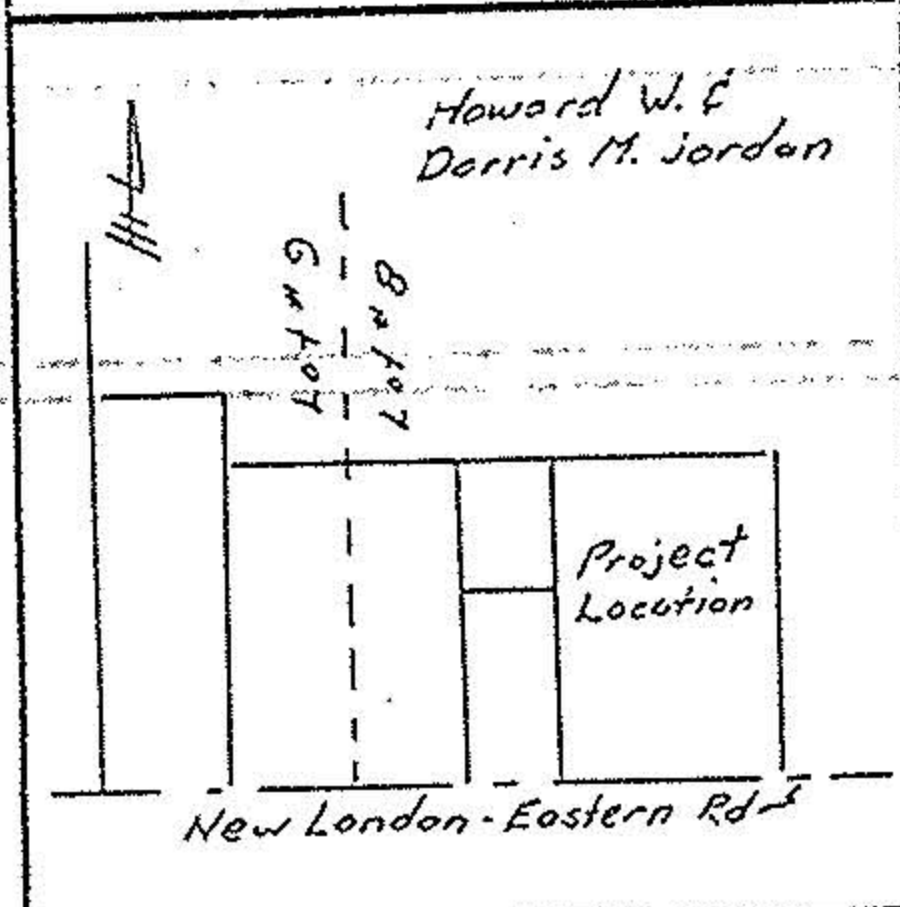 Howard W. &
Dorris M. Jordan
Lot # 9
Lot # 8
Project
Location
New London - Eastern Rd